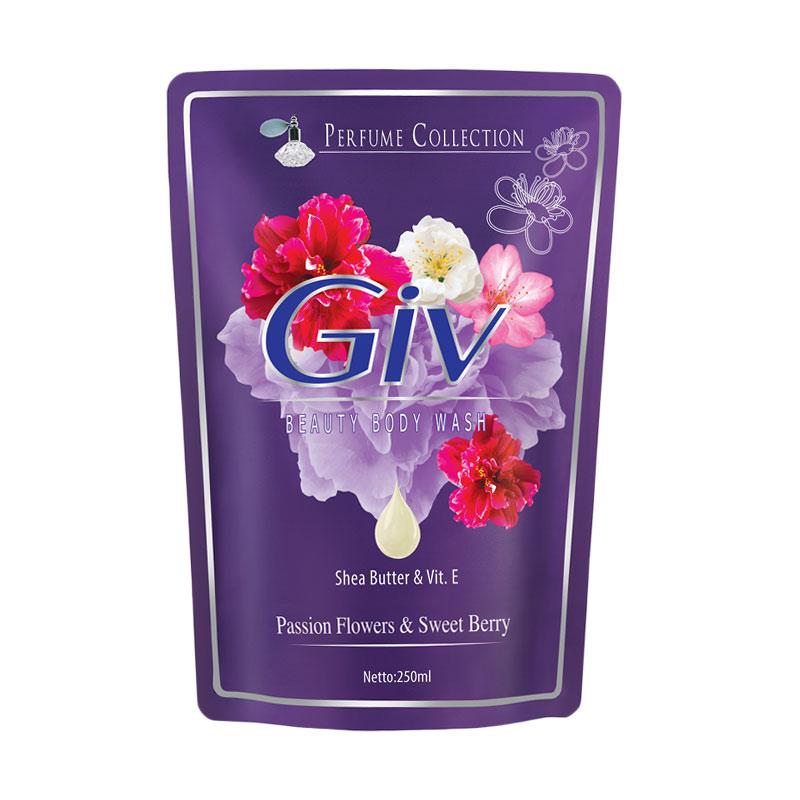 PERFUME COLLECTION
Giv
BEAUTY BODY WASH
Shea Butter & Vit. E
Passion Flowers & Sweet Berry
Netto:250ml